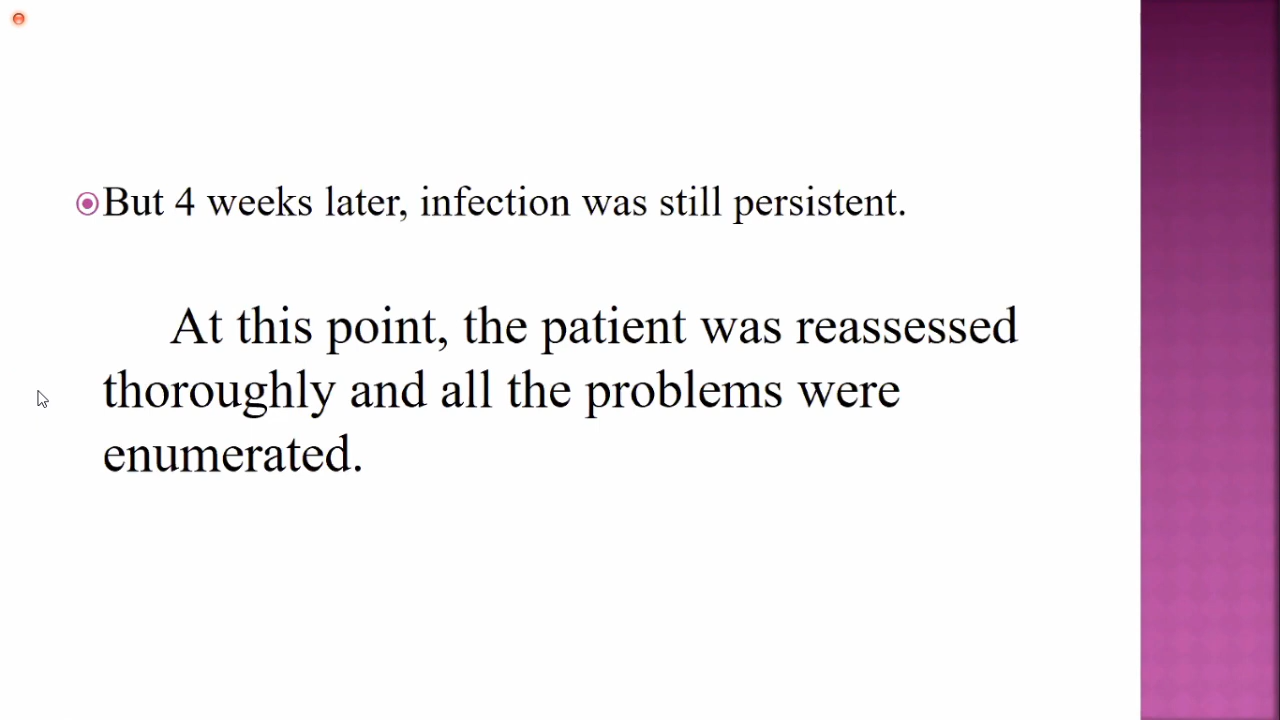 But 4 weeks later, infection was still persistent.
At this point, the patient was reassessed
thoroughly and all the problems were
enumerated.